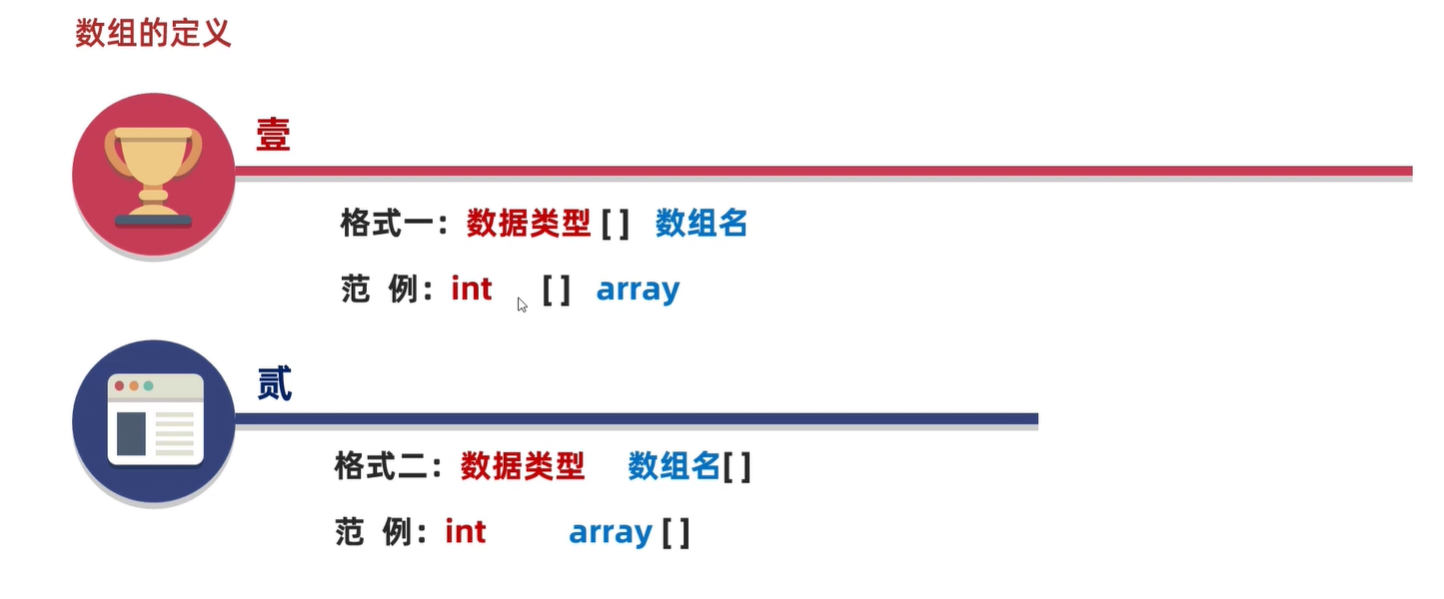 数组的定义
壹
格式一：数据类型 [ ] 数组名
范 例：int [ ] array
贰
格式二：数据类型 数组名[ ]
范 例：int array [ ]